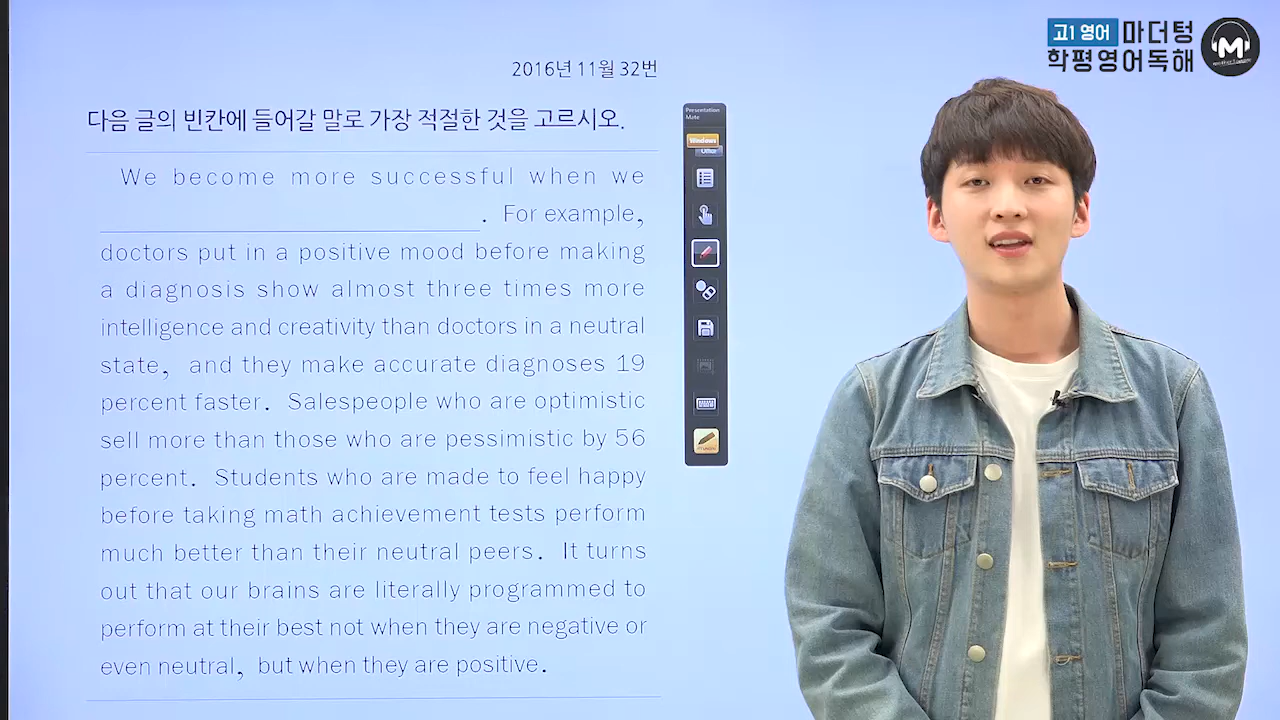 고1 영어 마더텅
학평영어독해
M
2016년 11월 32번
다음 글의 빈칸에 들어갈 말로 가장 적절한 것을 고르시오.
We become more successful when we
. For example,
doctors put in a positive mood before making
a diagnosis show almost three times more
intelligence and creativity than doctors in a neutral
state, and they make accurate diagnoses 19
percent faster. Salespeople who are optimistic
sell more than those who are pessimistic by 56
percent. Students who are made to feel happy
before taking math achievement tests perform
much better than their neutral peers. It turns
out that our brains are literally programmed to
perform at their best not when they are negative or
even neutral, but when they are positive.
Presentation
Mate
Windows